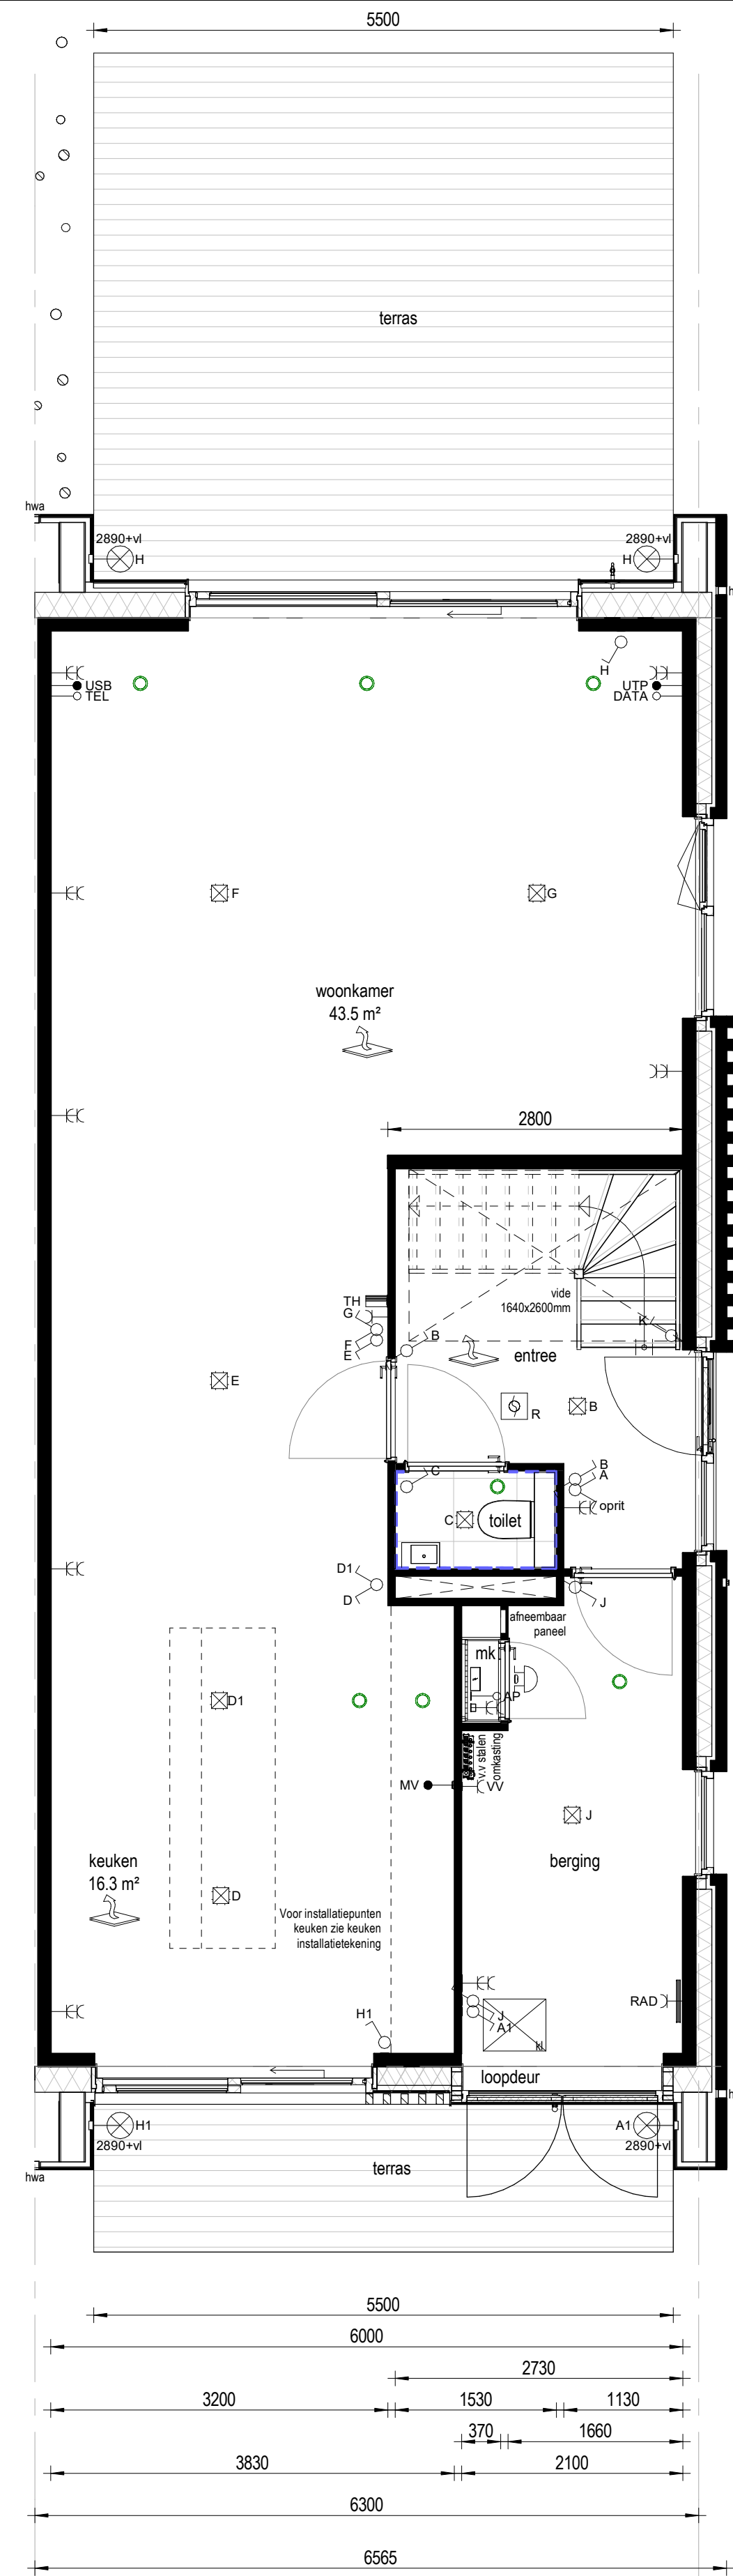 5500
terras
hwa
2890+vl
H
2890+vl
H
H
USB
TEL
UTP
DATA
F
G
woonkamer
43.5 m²
2800
TH
G
F
E
B
vide
1640x2600mm
K
entree
E
R
B
C
B
A
oprit
C
toilet
D1
D
J
afneembaar
paneel
mk
AP
D1
v.v stalen
omkasting
MV
VV
J
keuken
16.3 m²
berging
D
Voor installatiepunten
keuken zie keuken
installatietekening
RAD
H1
J
A1
kl
loopdeur
H1
2890+vl
A1
2890+vl
hwa
terras
5500
6000
2730
3200
1530
1130
370
1660
3830
2100
6300
6565